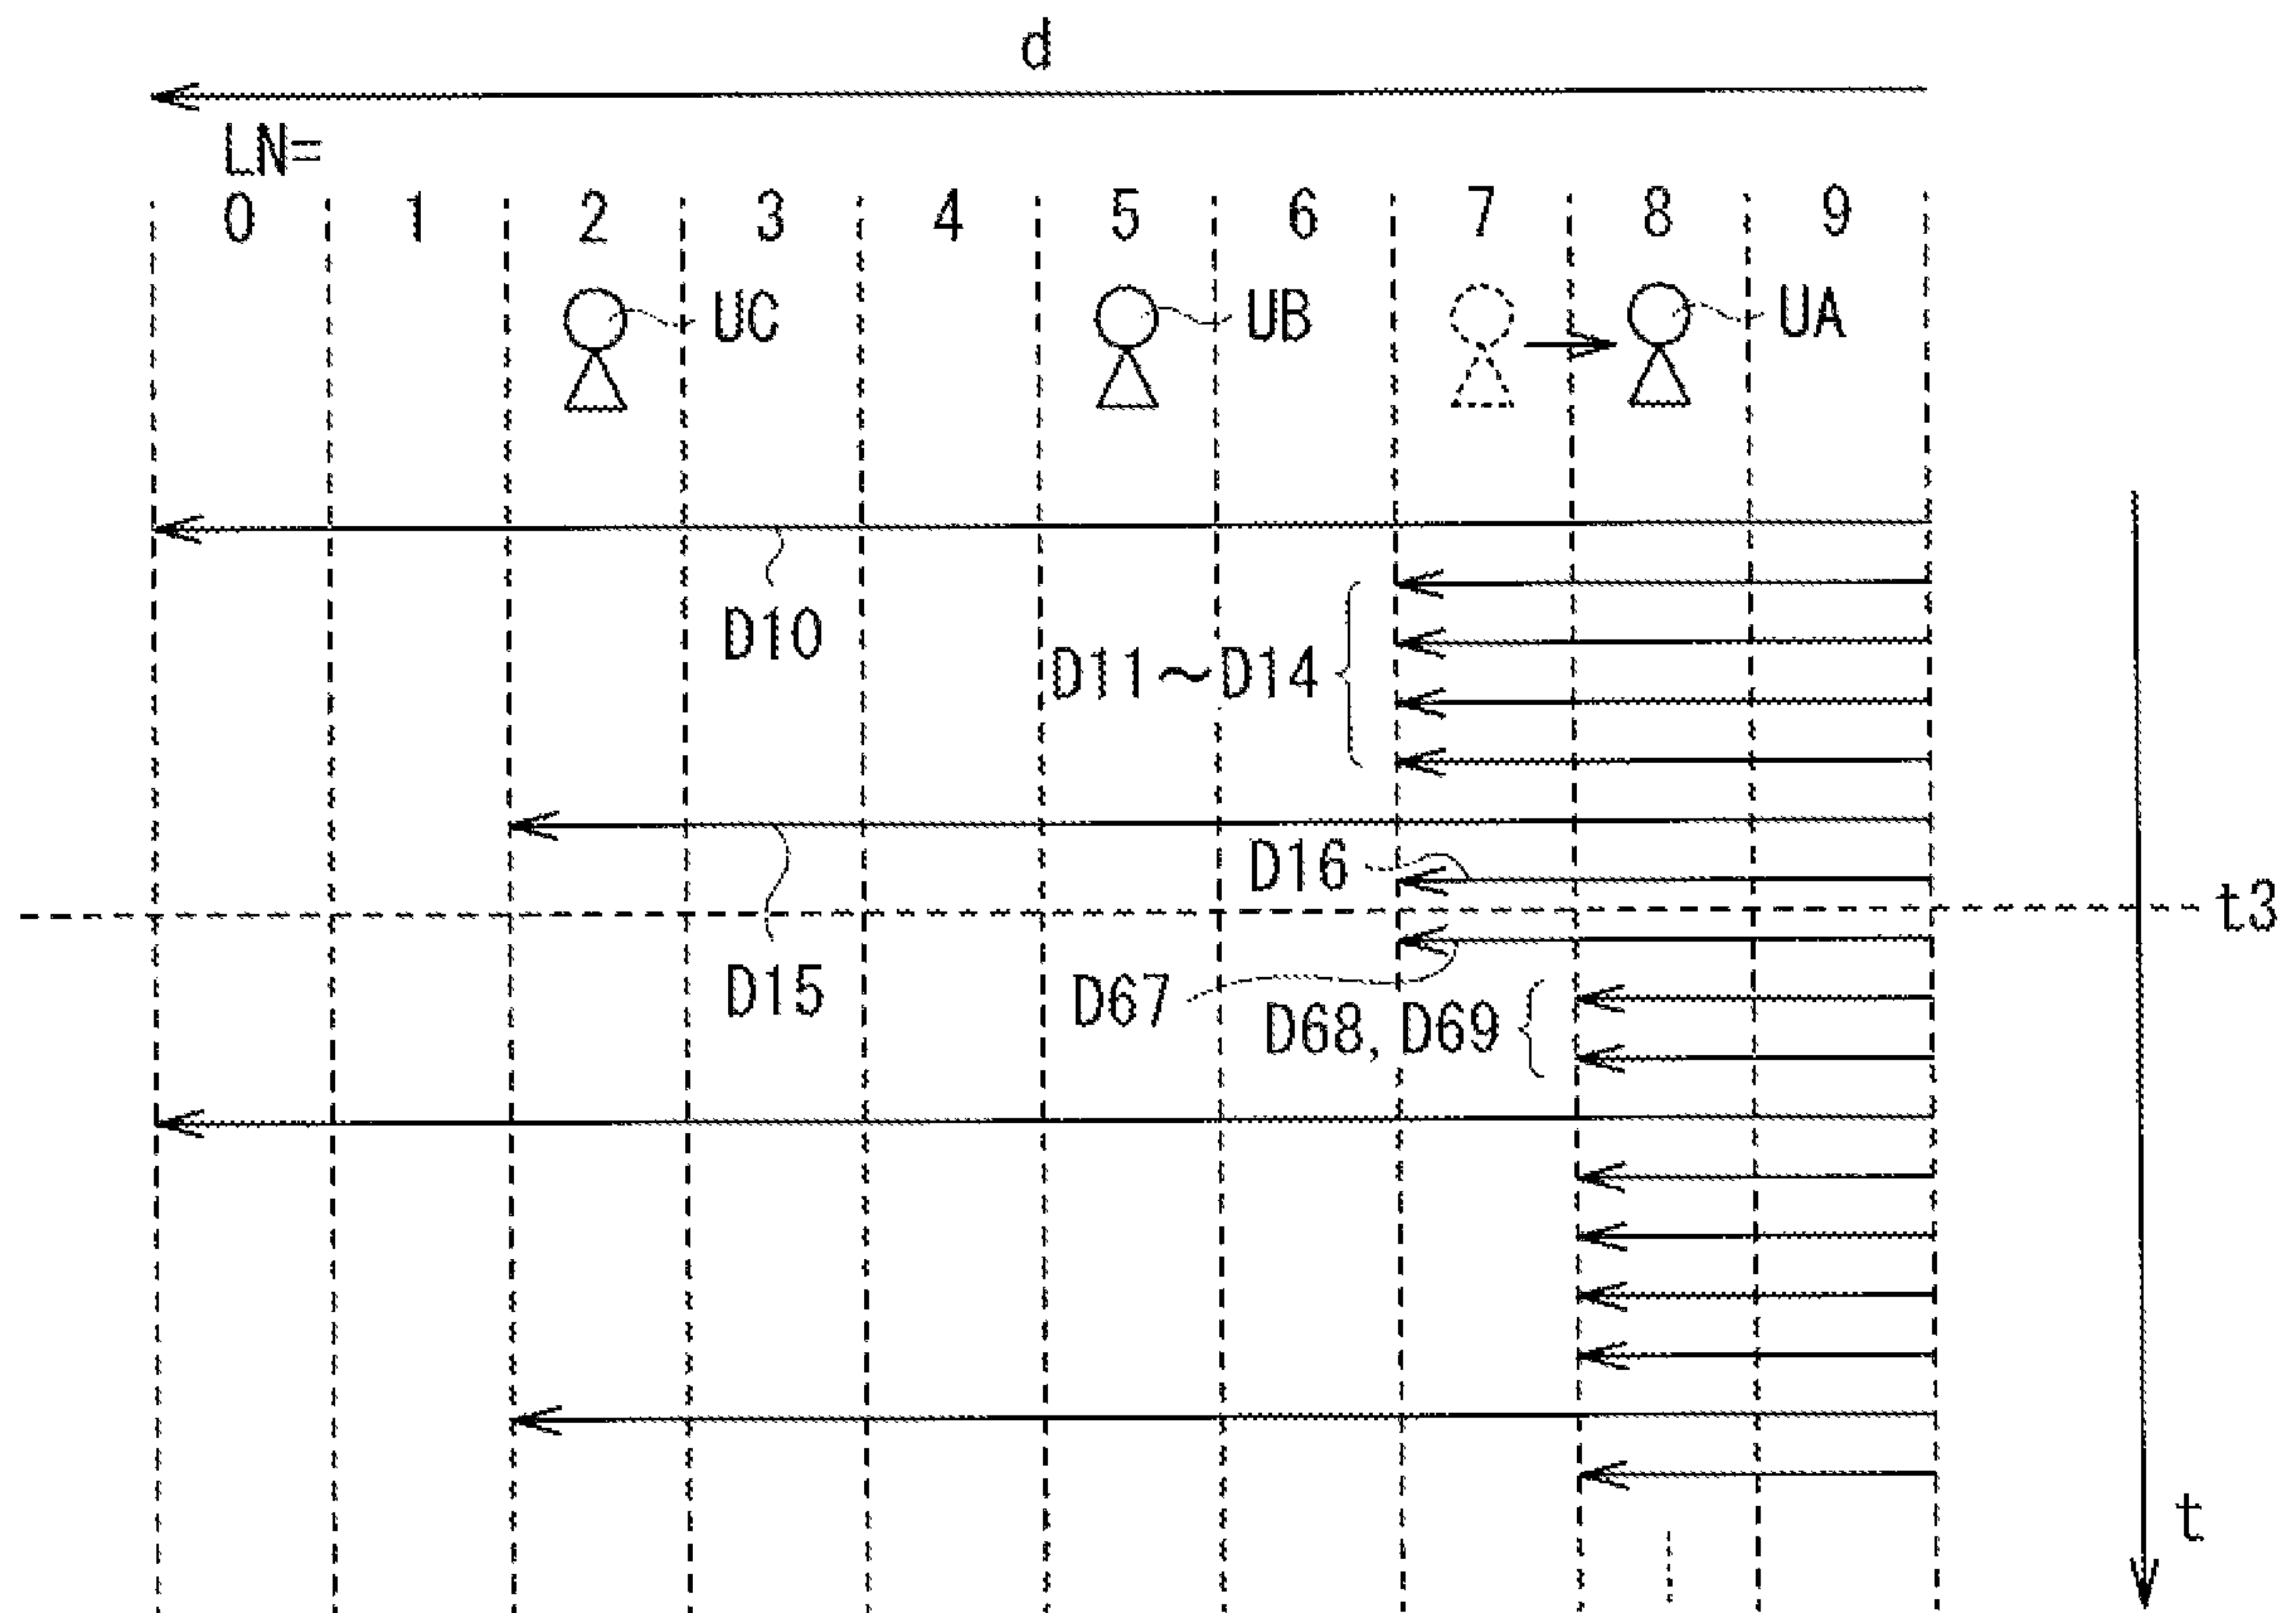 d
LN=
0 1 2 3 4 5 6 7 8 9
UC UB UA
D10
D11～D14
D16
t3
D15 D67 D68, D69
t